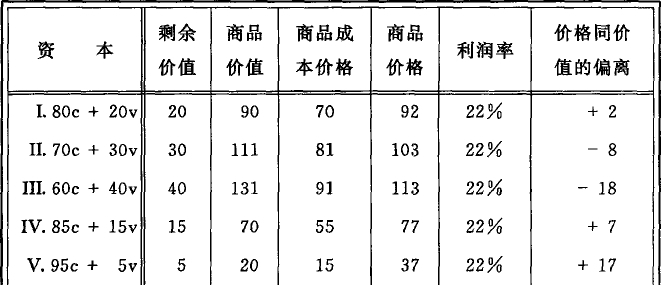 资 本 剩余价值 商品价值 商品成本价格 商品价格 利润率 价格同价值的偏离
I. 80c + 20v 20 90 70 92 22% + 2
II. 70c + 30v 30 111 81 103 22% - 8
III. 60c + 40v 40 131 91 113 22% - 18
IV. 85c + 15v 15 70 55 77 22% + 7
V. 95c + 5v 5 20 15 37 22% + 17